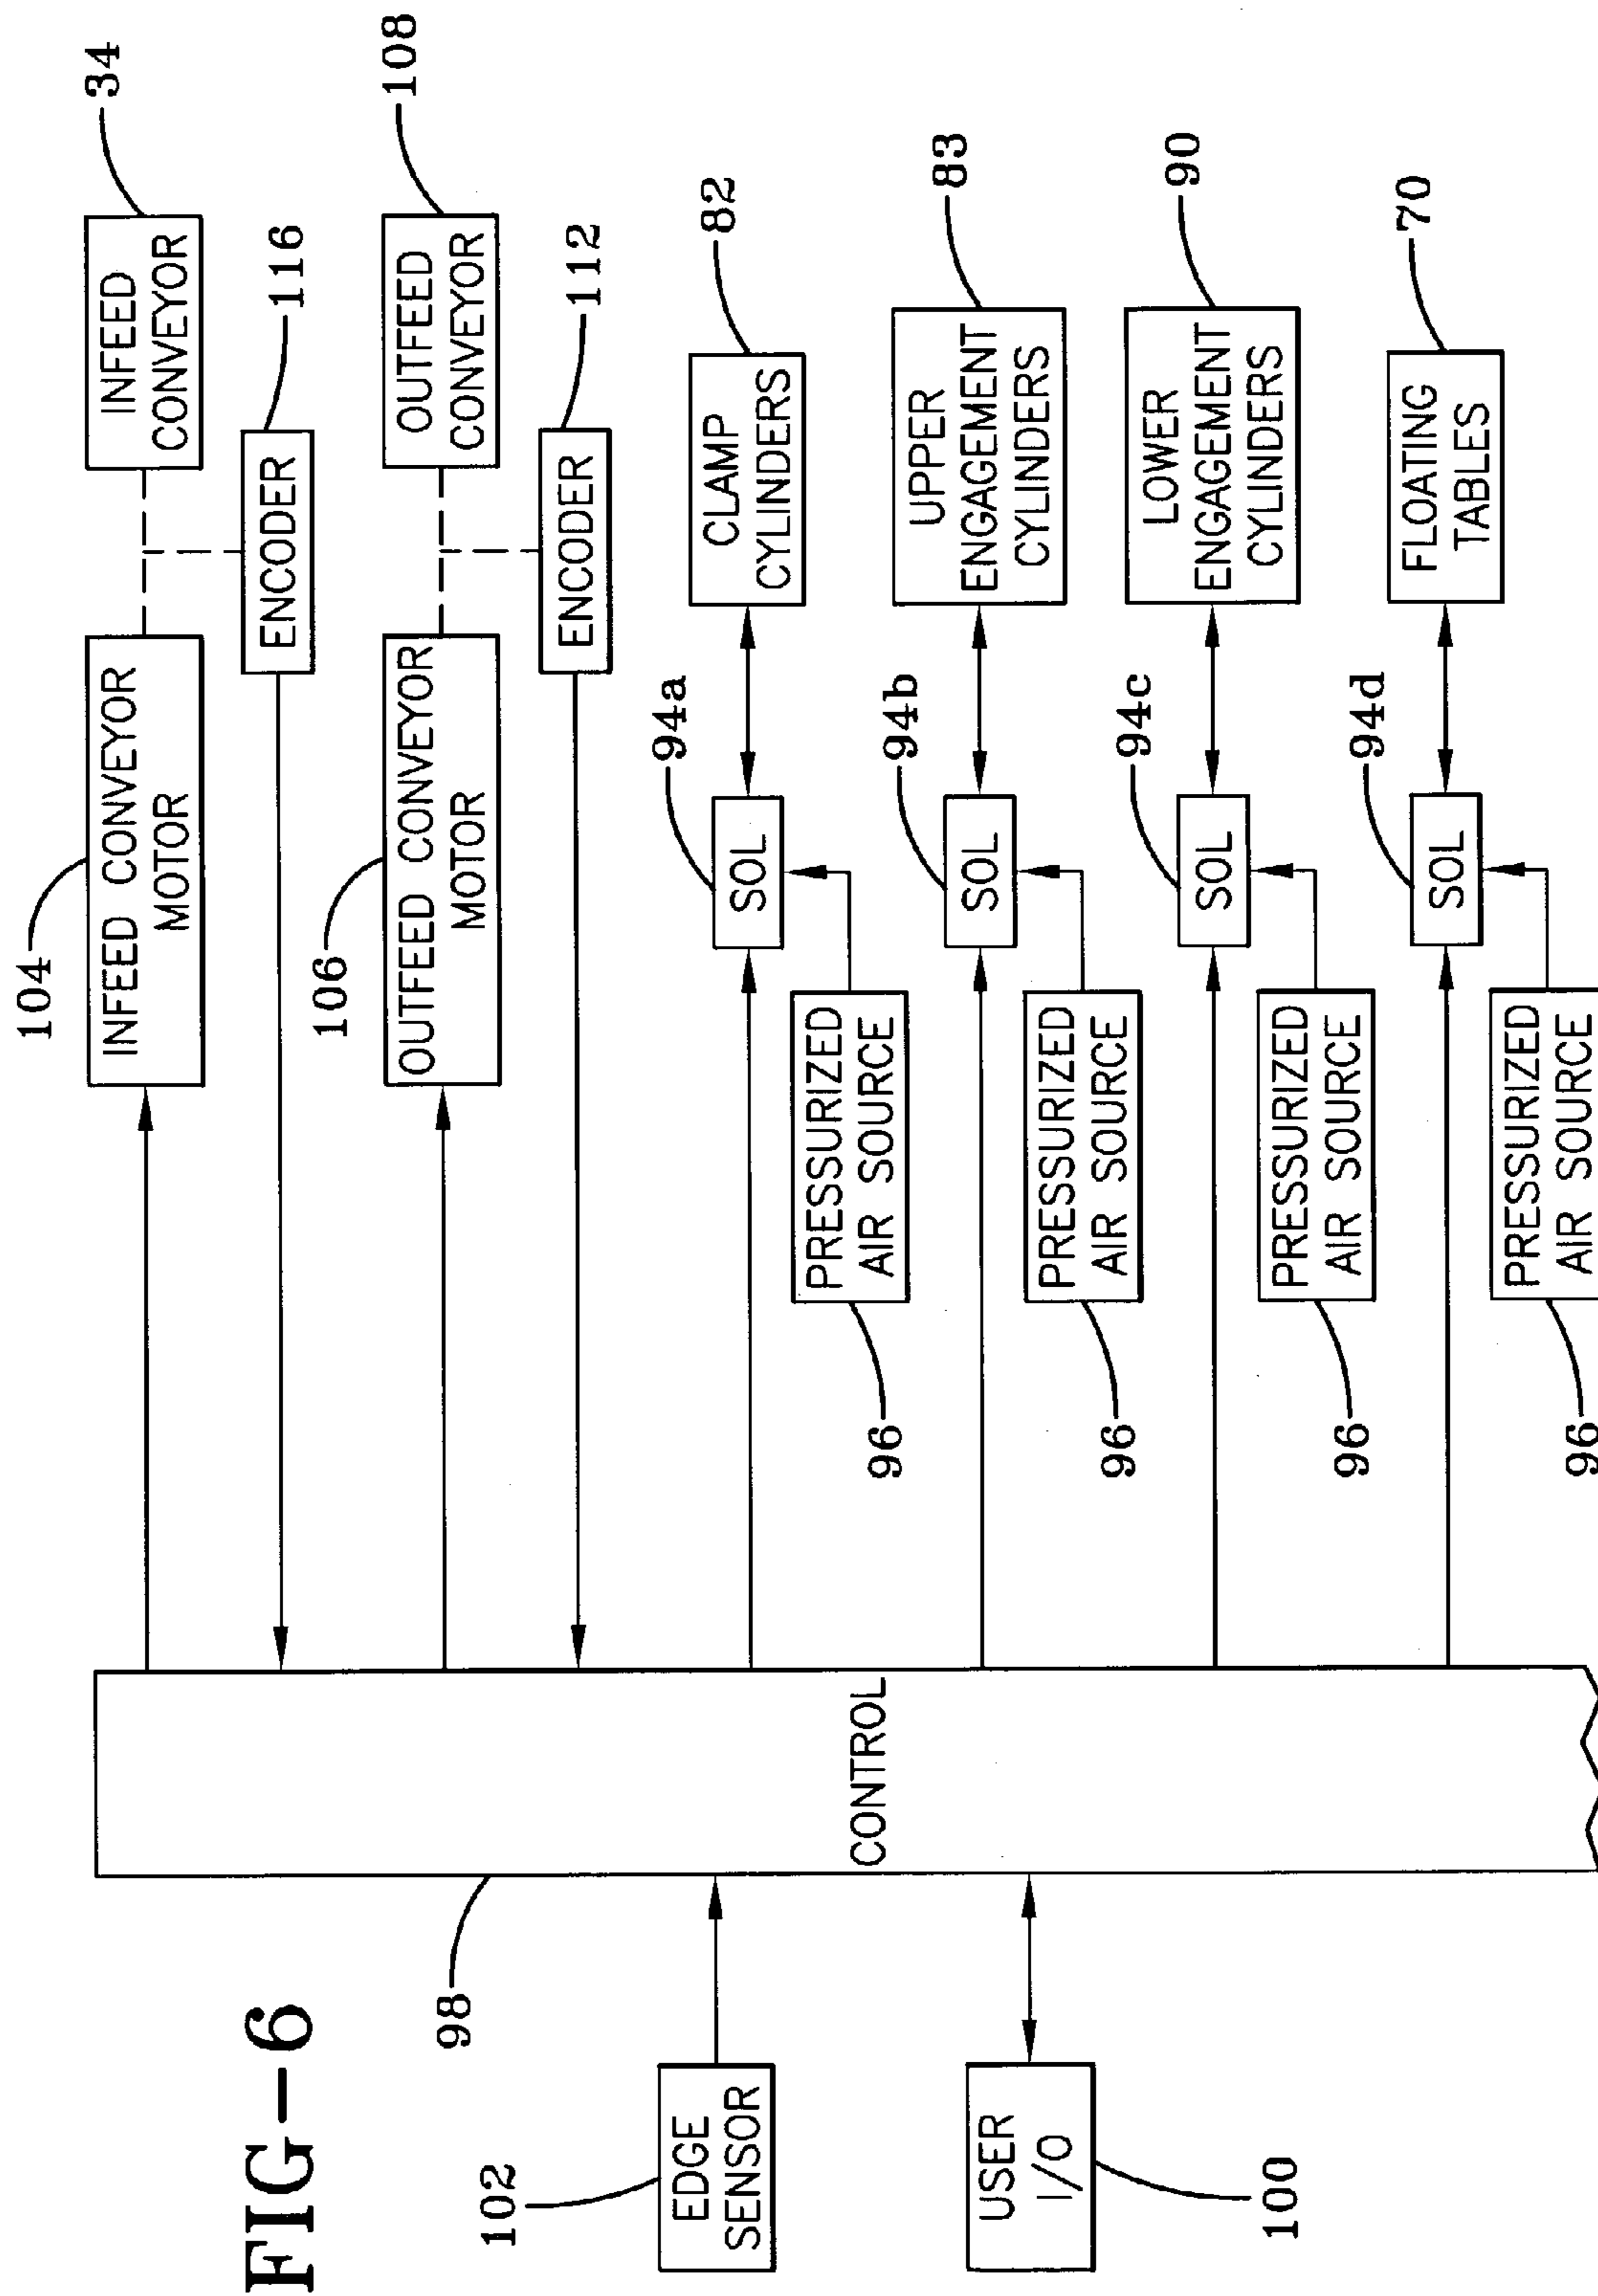 FIG-6
104
INFEED CONVEYOR
MOTOR
INFEED
CONVEYOR
34
ENCODER
116
106
OUTFEED CONVEYOR
MOTOR
OUTFEED
CONVEYOR
108
ENCODER
112
98
CONTROL
102
EDGE
SENSOR
USER
I/O
100
94a
SOL
CLAMP
CYLINDERS
82
PRESSURIZED
AIR SOURCE
96
94b
SOL
UPPER
ENGAGEMENT
CYLINDERS
83
PRESSURIZED
AIR SOURCE
96
94c
SOL
LOWER
ENGAGEMENT
CYLINDERS
90
PRESSURIZED
AIR SOURCE
96
94d
SOL
FLOATING
TABLES
70
PRESSURIZED
AIR SOURCE
96